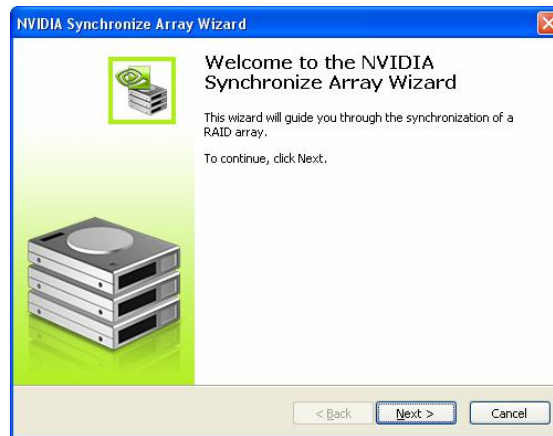 NVIDIA Synchronize Array Wizard
Welcome to the NVIDIA
Synchronize Array Wizard
This wizard will guide you through the synchronization of a
RAID array.
To continue, click Next.
< Back
Next >
Cancel